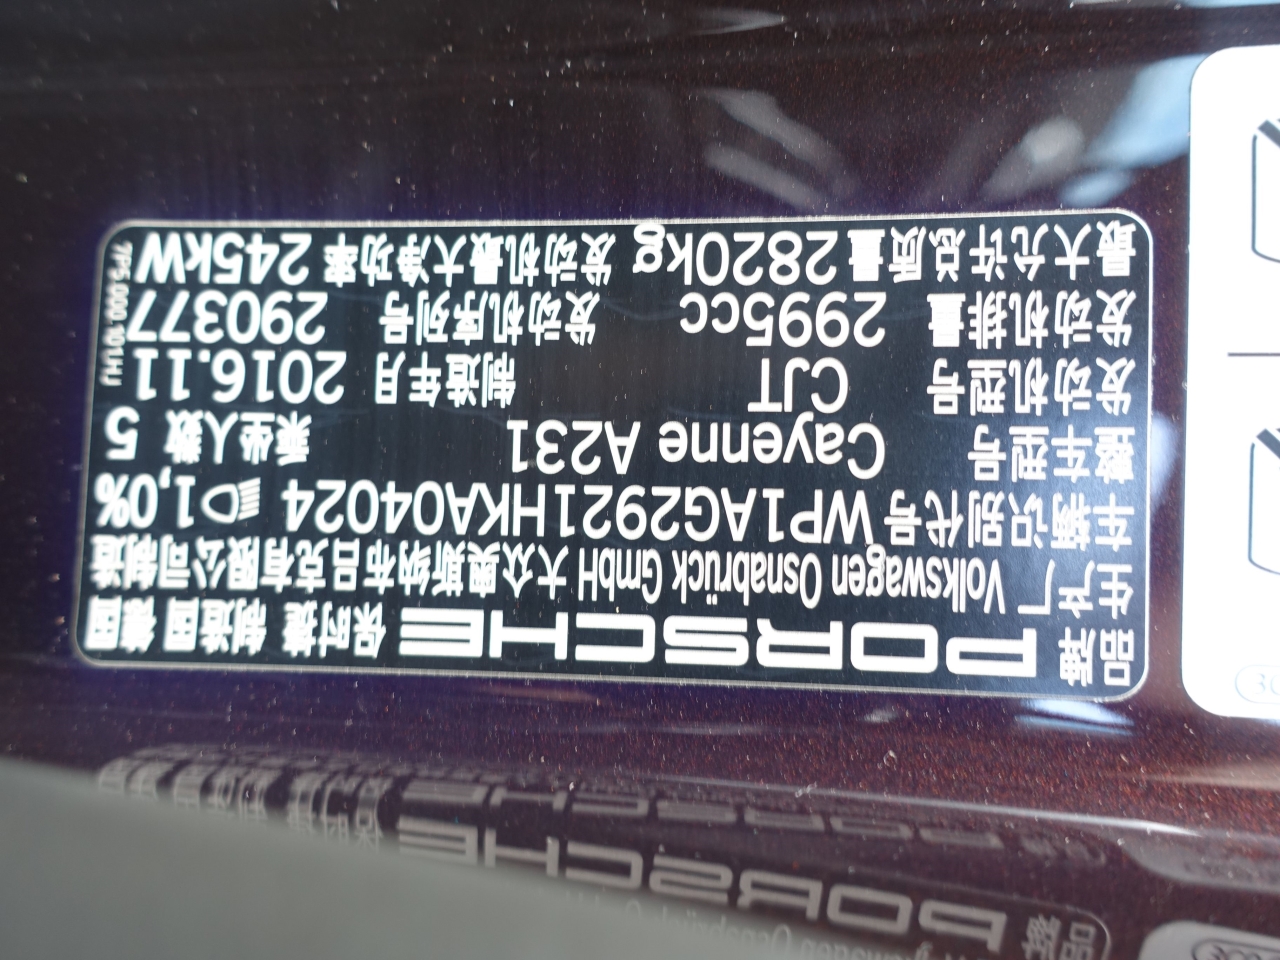 品牌 PORSCHE 保时捷 制造国 德国
生产厂 Volkswagen Osnabrück GmbH 大众奥斯纳布吕克有限公司制造
车辆识别代号 WP1AG2921HKA04024 1,0%
整车型号 Cayenne A231 乘坐人数 5
发动机型号 CJT 制造年月 2016.11
发动机排量 2995cc 发动机序列号 290377
最大允许总质量 2820kg 发动机最大净功率 245kW
7P5.000.101HJ